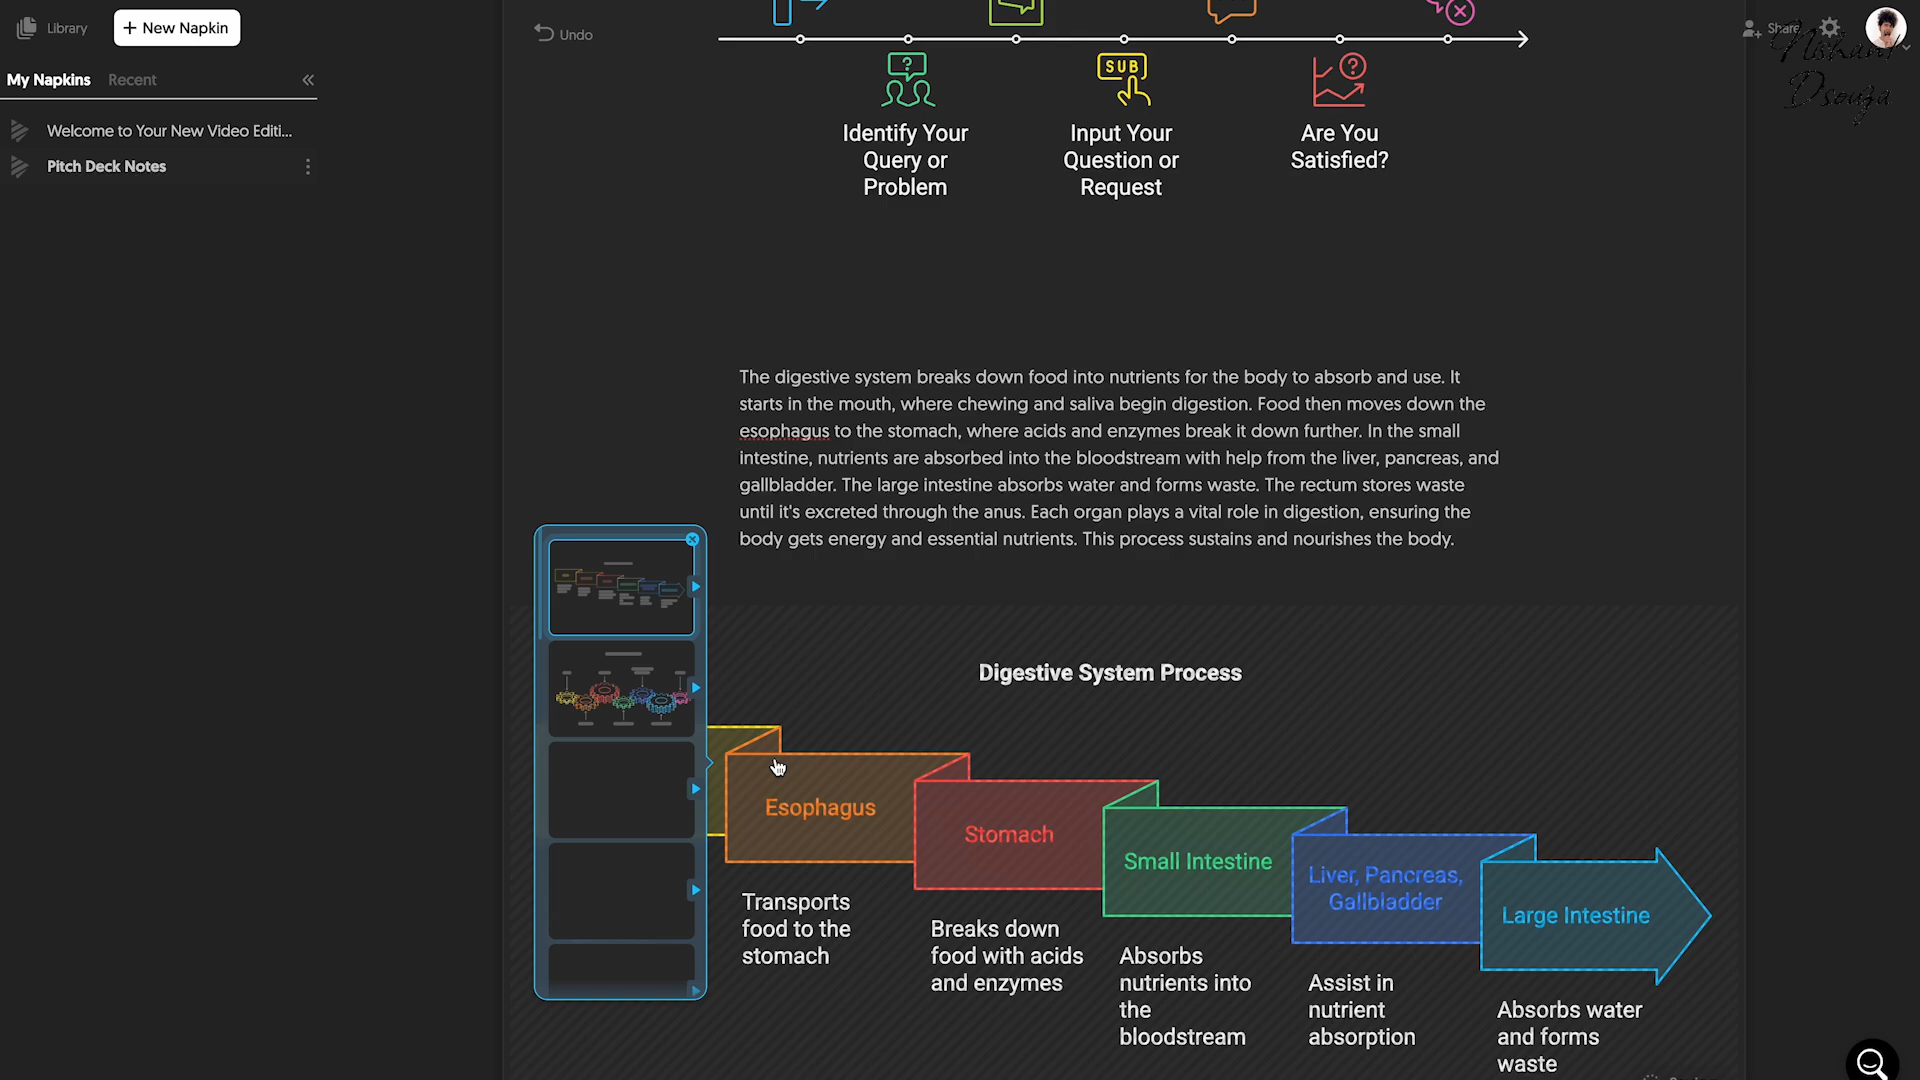 Library
+ New Napkin
Undo
Share
Nshant
Dsouza
My Napkins
Recent
Welcome to Your New Video Editi...
Pitch Deck Notes
?
SUB
?
Identify Your
Query or
Problem
Input Your
Question or
Request
Are You
Satisfied?
The digestive system breaks down food into nutrients for the body to absorb and use. It
starts in the mouth, where chewing and saliva begin digestion. Food then moves down the
esophagus to the stomach, where acids and enzymes break it down further. In the small
intestine, nutrients are absorbed into the bloodstream with help from the liver, pancreas, and
gallbladder. The large intestine absorbs water and forms waste. The rectum stores waste
until it's excreted through the anus. Each organ plays a vital role in digestion, ensuring the
body gets energy and essential nutrients. This process sustains and nourishes the body.
Digestive System Process
Esophagus
Stomach
Small Intestine
Liver, Pancreas,
Gallbladder
Large Intestine
Transports
food to the
stomach
Breaks down
food with acids
and enzymes
Absorbs
nutrients into
the
bloodstream
Assist in
nutrient
absorption
Absorbs water
and forms
waste